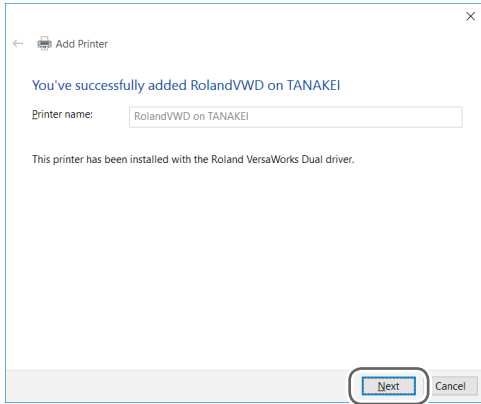 Add Printer
You've successfully added RolandVWD on TANAKEI
Printer name: RolandVWD on TANAKEI
This printer has been installed with the Roland VersaWorks Dual driver.
Next Cancel